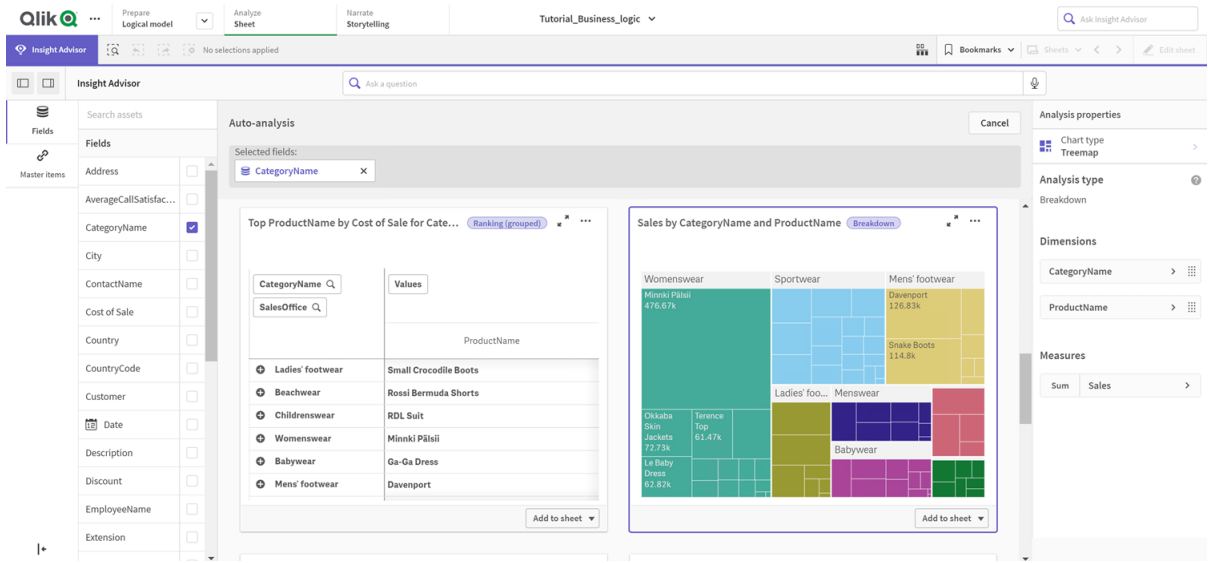 Qlik
Prepare
Logical model
Analyze
Sheet
Narrate
Storytelling
Tutorial_Business_logic
Ask Insight Advisor
Insight Advisor
No selections applied
Bookmarks
Sheets
Edit sheet
Insight Advisor
Ask a question
Fields
Master items
Search assets
Fields
Address
AverageCallSatisfac...
CategoryName
City
ContactName
Cost of Sale
Country
CountryCode
Customer
Date
Description
Discount
EmployeeName
Extension
Auto-analysis
Cancel
Selected fields:
CategoryName
Top ProductName by Cost of Sale for Cate...
Ranking (grouped)
CategoryName
Values
SalesOffice
ProductName
Ladies' footwear Small Crocodile Boots
Beachwear Rossi Bermuda Shorts
Childrenswear RDL Suit
Womenswear Minnki Pälsii
Babywear Ga-Ga Dress
Mens' footwear Davenport
Add to sheet
Sales by CategoryName and ProductName
Breakdown
Womenswear
Sportwear
Mens' footwear
Minnki Pälsii
476.67k
Davenport
126.83k
Snake Boots
114.8k
Ladies' foo...
Menswear
Okkaba
Skin
Jackets
72.73k
Terence
Top
61.47k
Babywear
Le Baby
Dress
62.82k
Add to sheet
Analysis properties
Chart type
Treemap
Analysis type
Breakdown
Dimensions
CategoryName
ProductName
Measures
Sum Sales